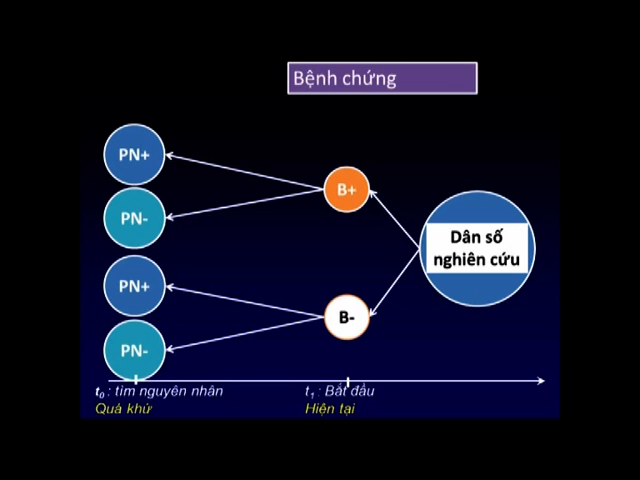 Bệnh chứng
PN+
B+
PN-
Dân số
nghiên cứu
PN+
B-
PN-
t0 : tìm nguyên nhân
Quá khứ
t1 : Bắt đầu
Hiện tại